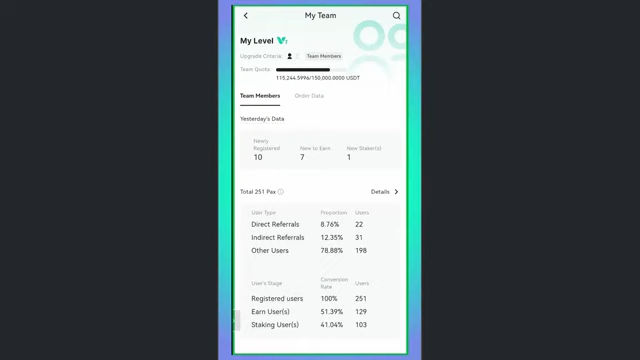 My Team
My Level
Upgrade Criteria: Team Members
Team Quota:
115,244.5996/150,000.0000 USDT
Team Members Order Data
Yesterday's Data
Newly Registered New to Earn New Staker(s)
10 7 1
Total 251 Pax Details
User Type Proportion Users
Direct Referrals 8.76% 22
Indirect Referrals 12.35% 31
Other Users 78.88% 198
User's Stage Conversion Rate Users
Registered users 100% 251
Earn User(s) 51.39% 129
Staking User(s) 41.04% 103